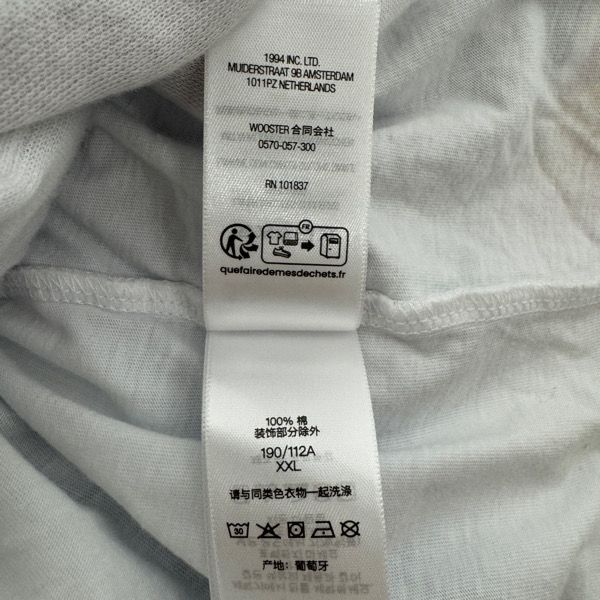 1994 INC. LTD.
MUIDERSTRAAT 9B AMSTERDAM
1011PZ NETHERLANDS
WOOSTER 合同会社
0570-057-300
RN 101837
FR
quefairedemesdechets.fr
100% 棉
装饰部分除外
190/112A
XXL
请与同类色衣物一起洗涤
30
产地: 葡萄牙